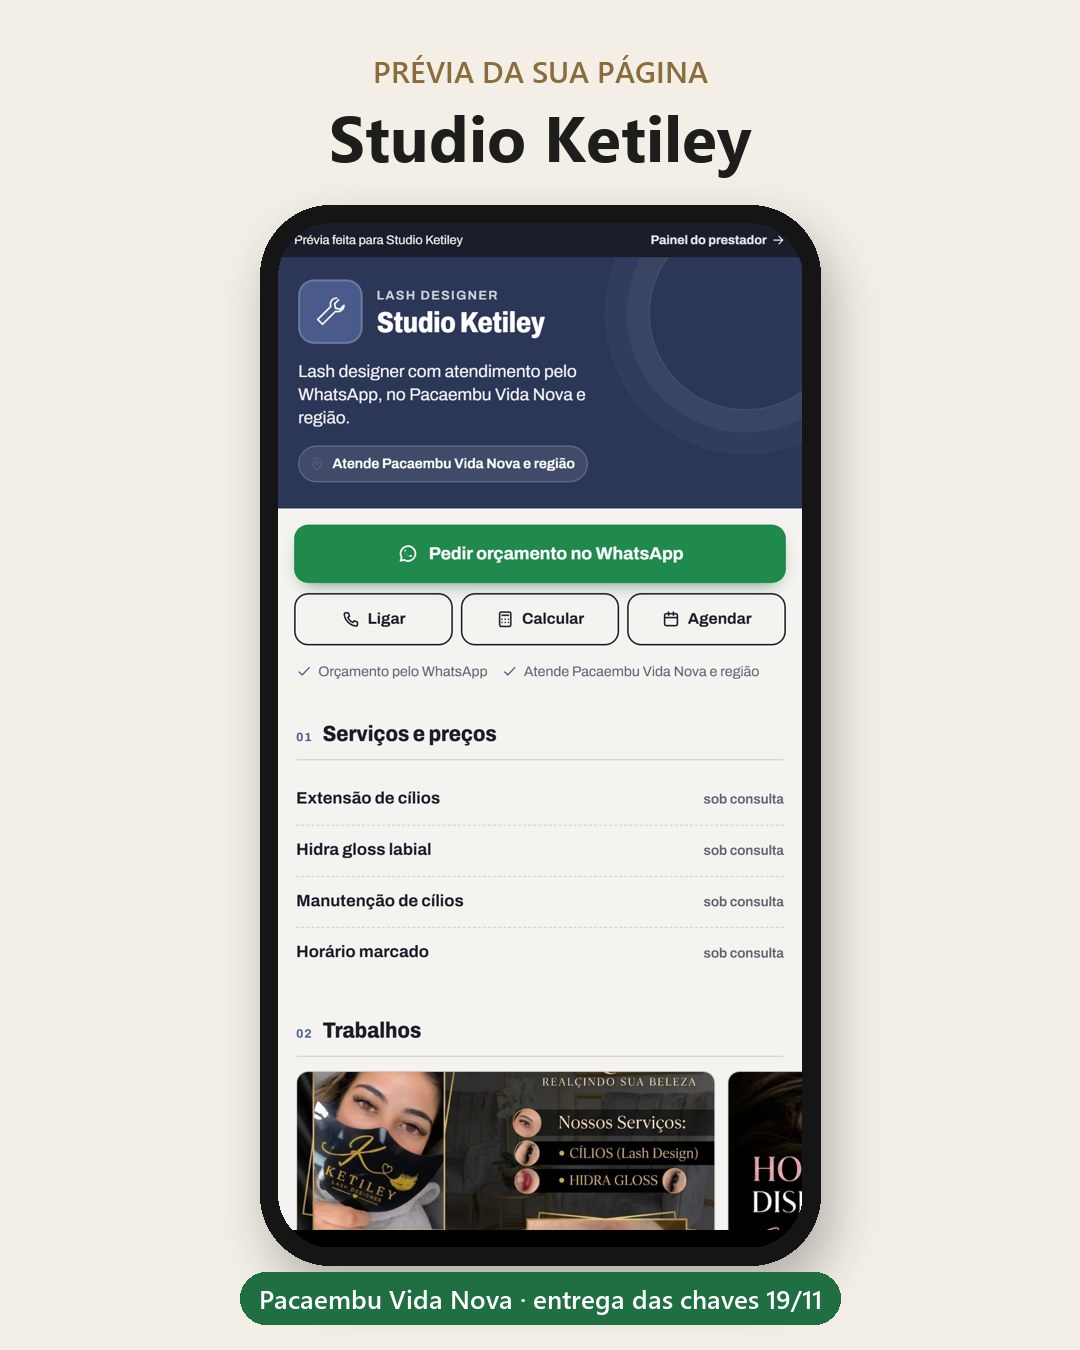 PRÉVIA DA SUA PÁGINA
Studio Ketiley
Prévia feita para Studio Ketiley
Painel do prestador →
LASH DESIGNER
Studio Ketiley
Lash designer com atendimento pelo
WhatsApp, no Pacaembu Vida Nova e
região.
Atende Pacaembu Vida Nova e região
Pedir orçamento no WhatsApp
Ligar
Calcular
Agendar
Orçamento pelo WhatsApp
Atende Pacaembu Vida Nova e região
01 Serviços e preços
Extensão de cílios
sob consulta
Hidra gloss labial
sob consulta
Manutenção de cílios
sob consulta
Horário marcado
sob consulta
02 Trabalhos
REALÇINDO SUA BELEZA
Nossos Serviços:
• CÍLIOS (Lash Design)
• HIDRA GLOSS
K
KETILEY
LASH DESIGNER
HO
DIS
Pacaembu Vida Nova · entrega das chaves 19/11